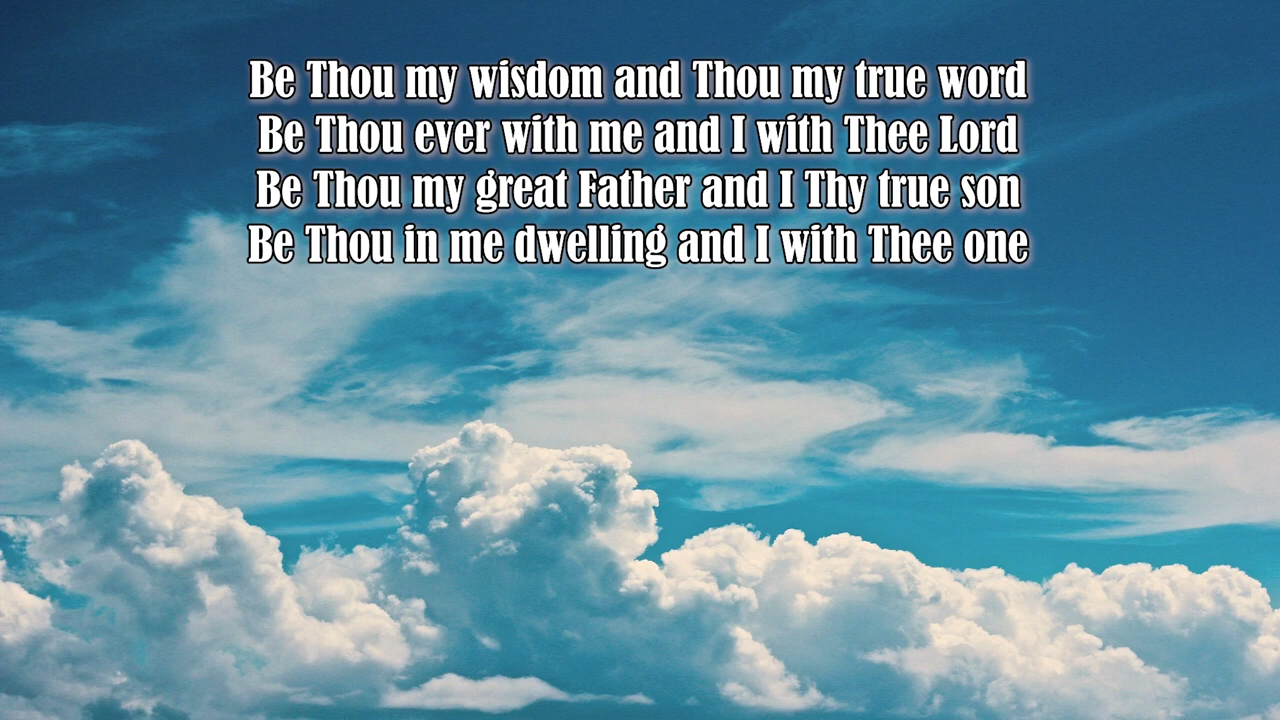 Be Thou my wisdom and Thou my true word
Be Thou ever with me and I with Thee Lord
Be Thou my great Father and I Thy true son
Be Thou in me dwelling and I with Thee one